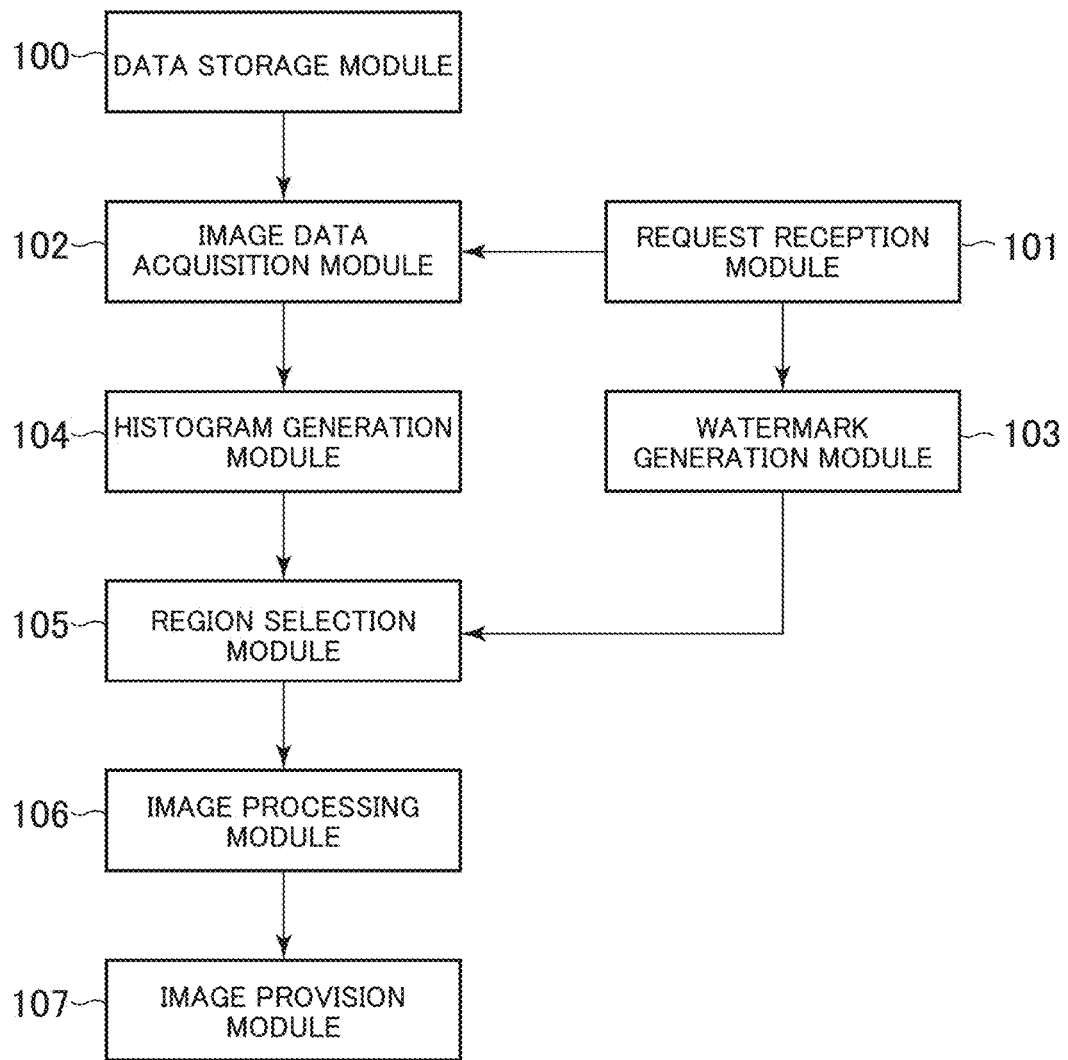 100
DATA STORAGE MODULE
102
IMAGE DATA
ACQUISITION MODULE
REQUEST RECEPTION
MODULE
101
104
HISTOGRAM GENERATION
MODULE
WATERMARK
GENERATION MODULE
103
105
REGION SELECTION
MODULE
106
IMAGE PROCESSING
MODULE
107
IMAGE PROVISION
MODULE